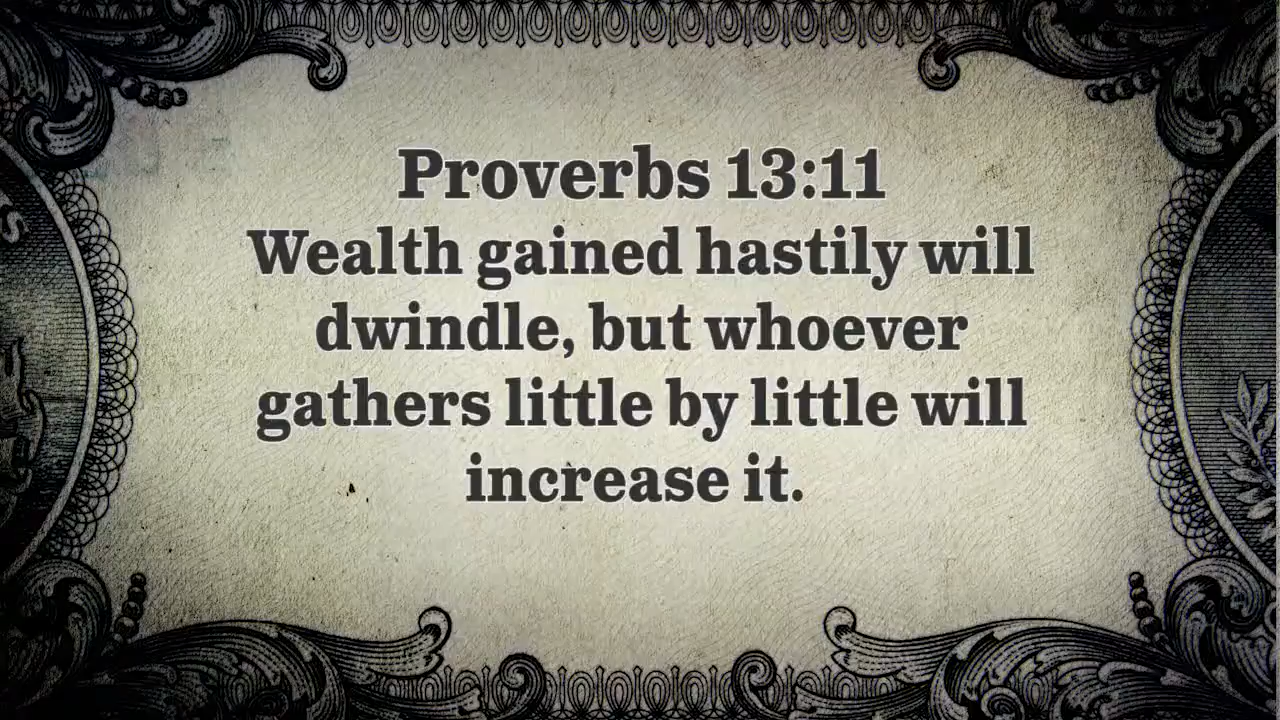 Proverbs 13:11
Wealth gained hastily will
dwindle, but whoever
gathers little by little will
increase it.